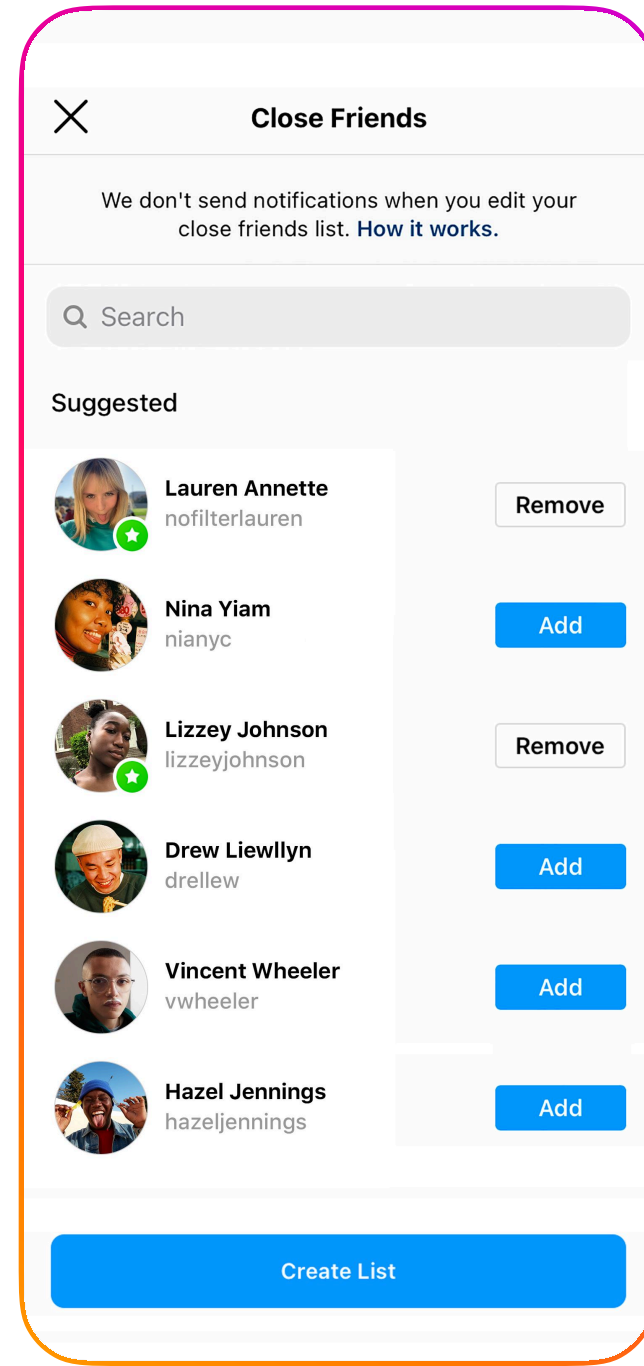 Close Friends
We don't send notifications when you edit your
close friends list. How it works.
Search
Suggested
Lauren Annette
nofilterlauren
Remove
Nina Yiam
nianyc
Add
Lizzey Johnson
lizzeyjohnson
Remove
Drew Liewllyn
drellew
Add
Vincent Wheeler
vwheeler
Add
Hazel Jennings
hazeljennings
Add
Create List